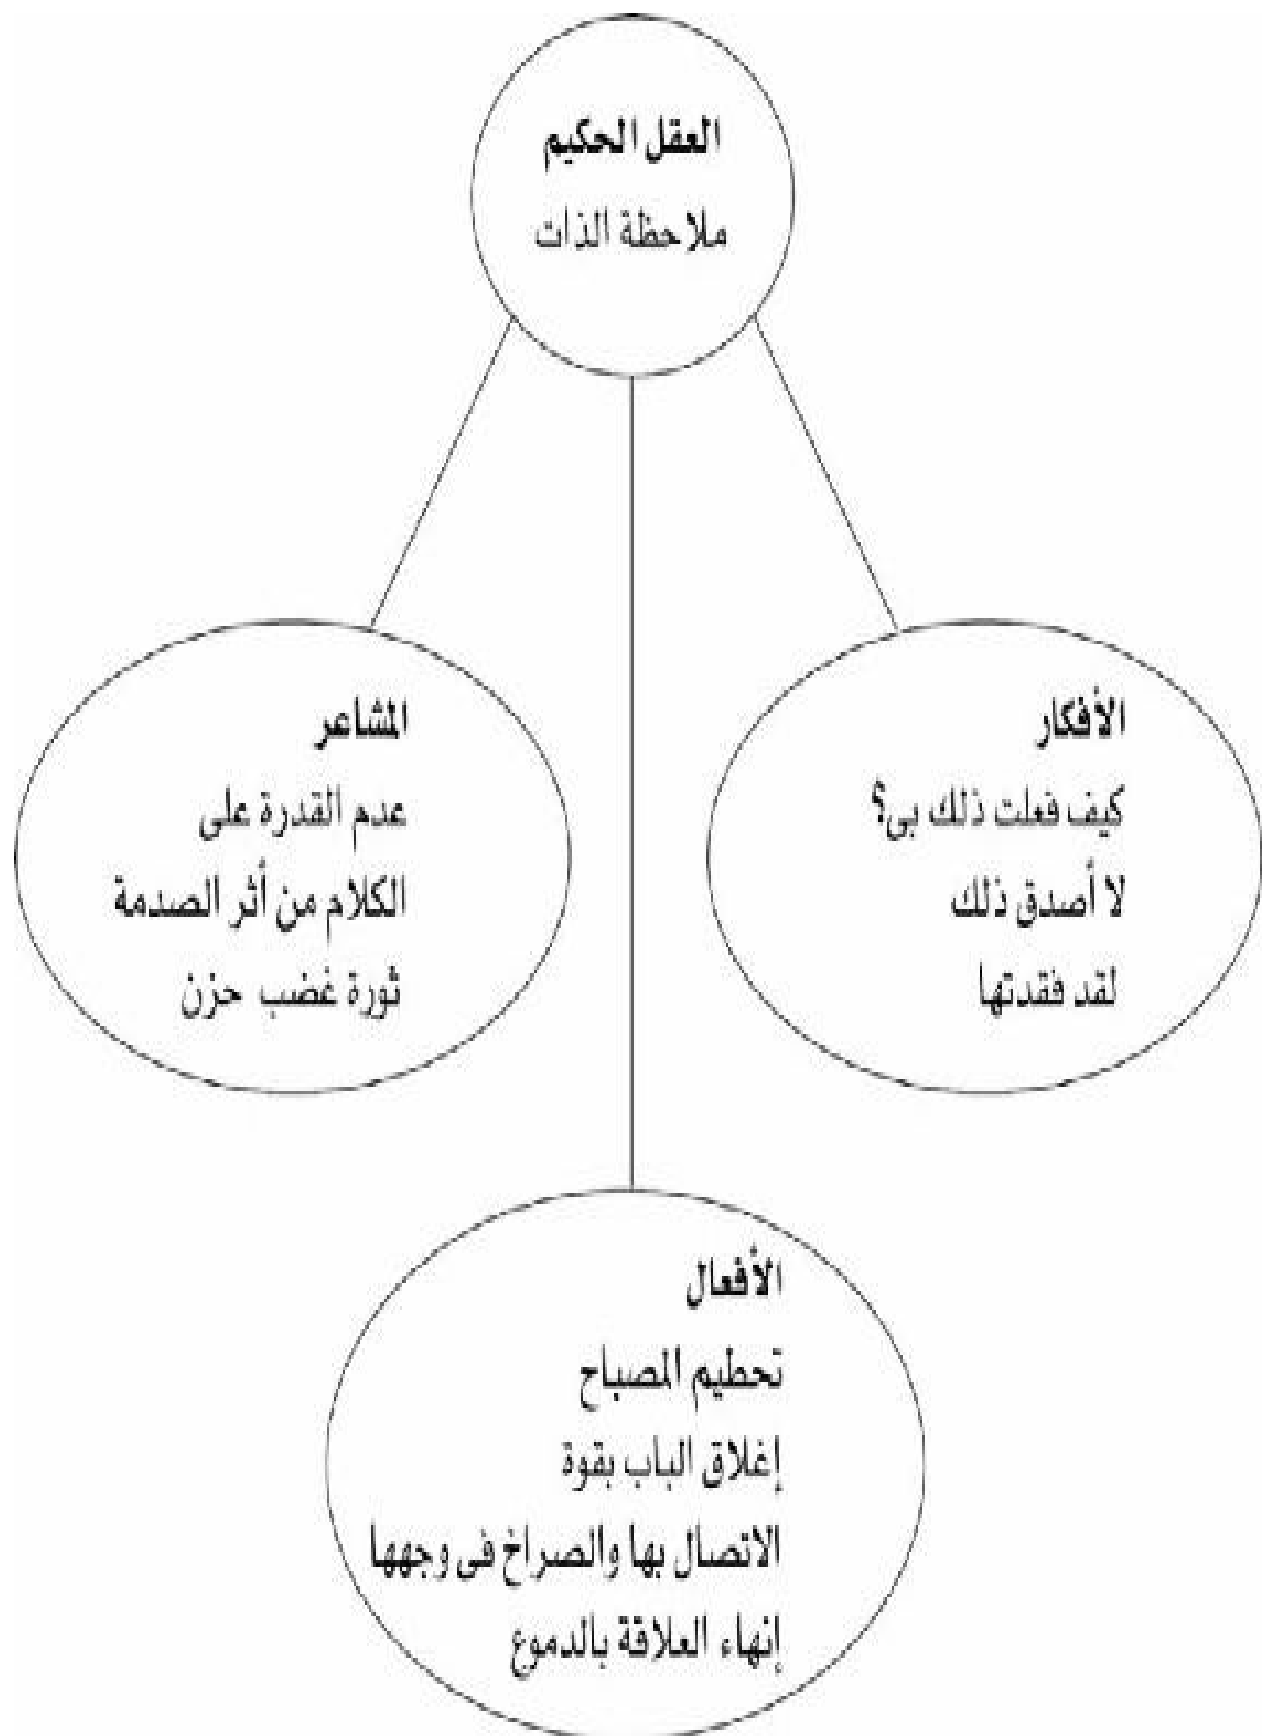 العقل الحكيم
ملاحظة الذات
الأفكار
كيف فعلت ذلك بى؟
لا أصدق ذلك
لقد فقدتها
المشاعر
عدم القدرة على
الكلام من أثر الصدمة
ثورة غضب حزن
الأفعال
تحطيم المصباح
إغلاق الباب بقوة
الاتصال بها والصراخ فى وجهها
إنهاء العلاقة بالدموع